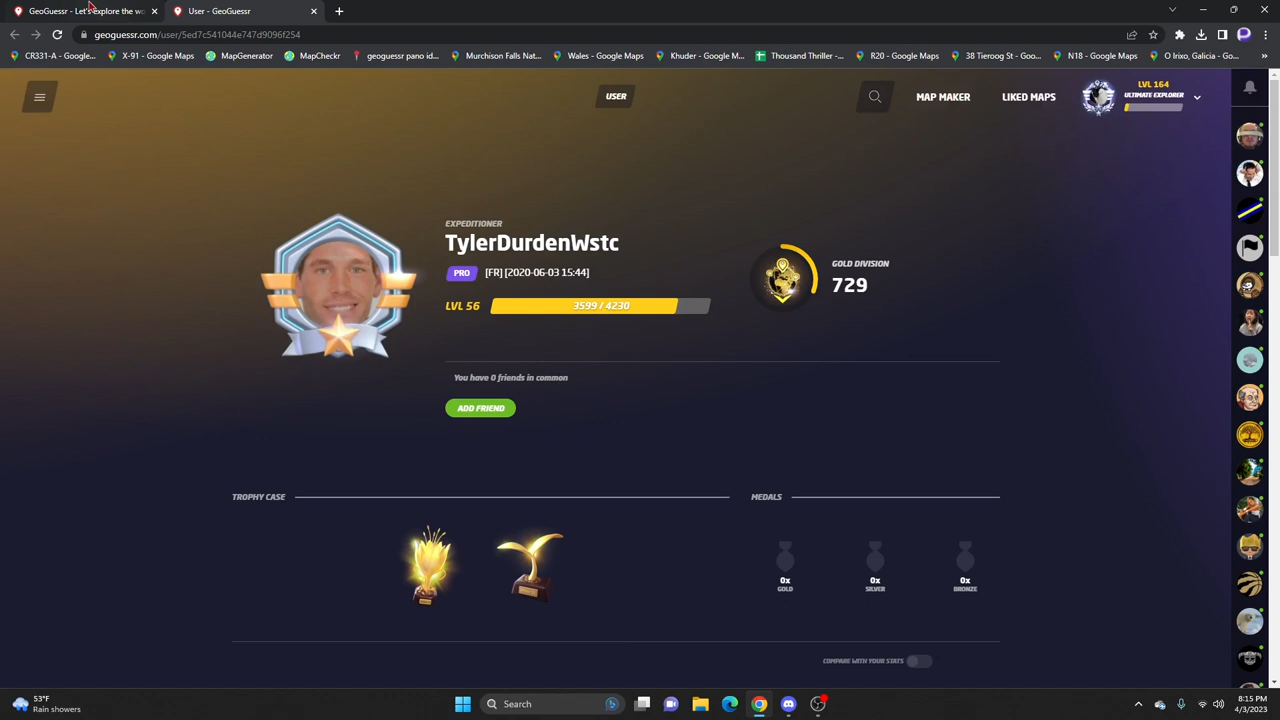 GeoGuessr - Let's explore the wo
User - GeoGuessr
geoguessr.com/user/5ed7c541044e747d9096f254
CR331-A - Google...
X-91 - Google Maps
MapGenerator
MapCheckr
geoguessr pano id...
Murchison Falls Nat...
Wales - Google Maps
Khuder - Google M...
Thousand Thriller -...
R20 - Google Maps
38 Tieroog St - Goo...
N18 - Google Maps
O Irixo, Galicia - Go...
»
USER
MAP MAKER
LIKED MAPS
LVL 164
ULTIMATE EXPLORER
EXPEDITIONER
TylerDurdenWstc
PRO
[FR] [2020-06-03 15:44]
LVL 56
3599 / 4230
GOLD DIVISION
729
You have 0 friends in common
ADD FRIEND
TROPHY CASE
MEDALS
0x
GOLD
0x
SILVER
0x
BRONZE
COMPARE WITH YOUR STATS
53°F
Rain showers
Search
8:15 PM
4/3/2023